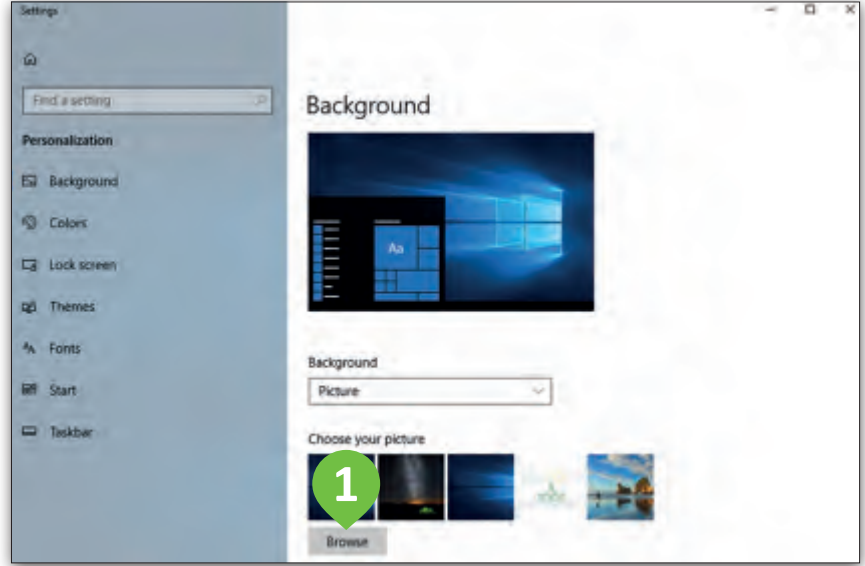 Settings
Find a setting
Personalization
Background
Colors
Lock screen
Themes
Fonts
Start
Taskbar
Background
Aa
Background
Picture
Choose your picture
1
Browse